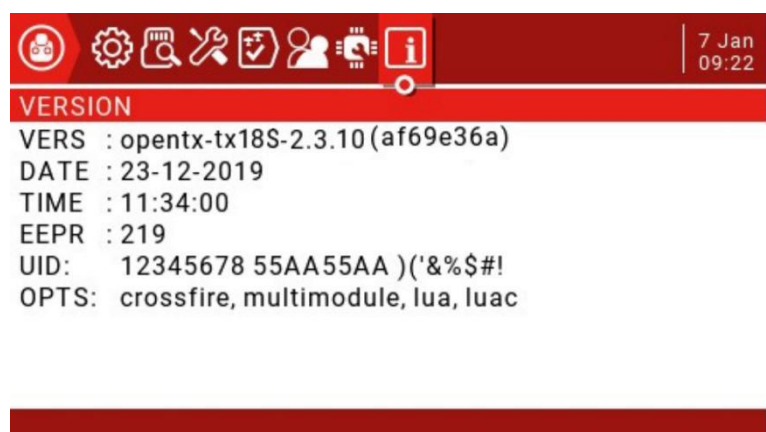 7 Jan
09:22
VERSION
VERS : opentx-tx18S-2.3.10 (af69e36a)
DATE : 23-12-2019
TIME : 11:34:00
EEPR : 219
UID: 12345678 55AA55AA )('&%$#!
OPTS: crossfire, multimodule, lua, luac